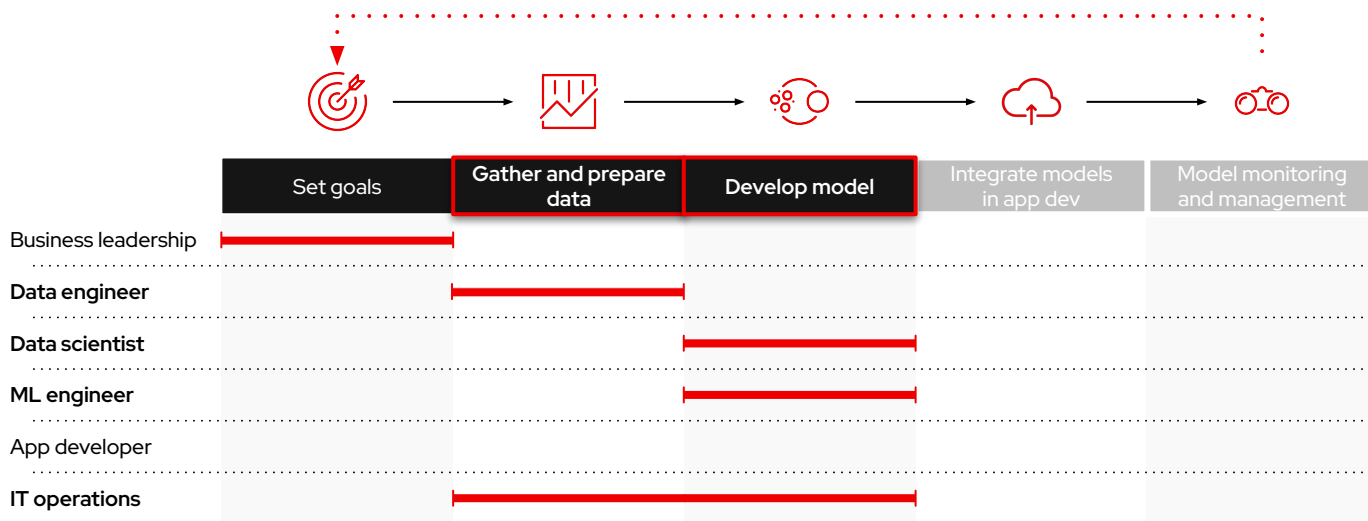 Set goals
Gather and prepare
data
Develop model
Integrate models
in app dev
Model monitoring
and management
Business leadership
Data engineer
Data scientist
ML engineer
App developer
IT operations